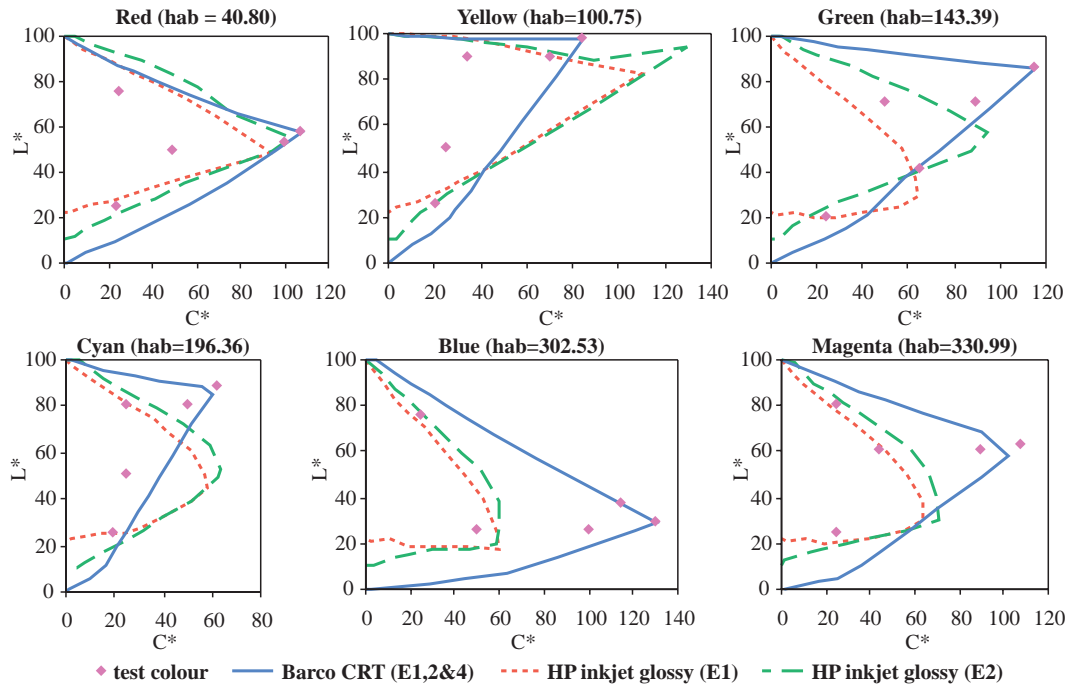 Red (hab = 40.80)
Yellow (hab=100.75)
Green (hab=143.39)
100
80
60
40
20
0
L*
0 20 40 60 80 100 120
C*
100
80
60
40
20
0
L*
0 20 40 60 80 100 120 140
C*
100
80
60
40
20
0
L*
0 20 40 60 80 100 120
C*
Cyan (hab=196.36)
Blue (hab=302.53)
Magenta (hab=330.99)
100
80
60
40
20
0
L*
0 20 40 60 80
C*
100
80
60
40
20
0
L*
0 20 40 60 80 100 120 140
C*
100
80
60
40
20
0
L*
0 20 40 60 80 100 120
C*
test colour Barco CRT (E1,2&4) HP inkjet glossy (E1) HP inkjet glossy (E2)